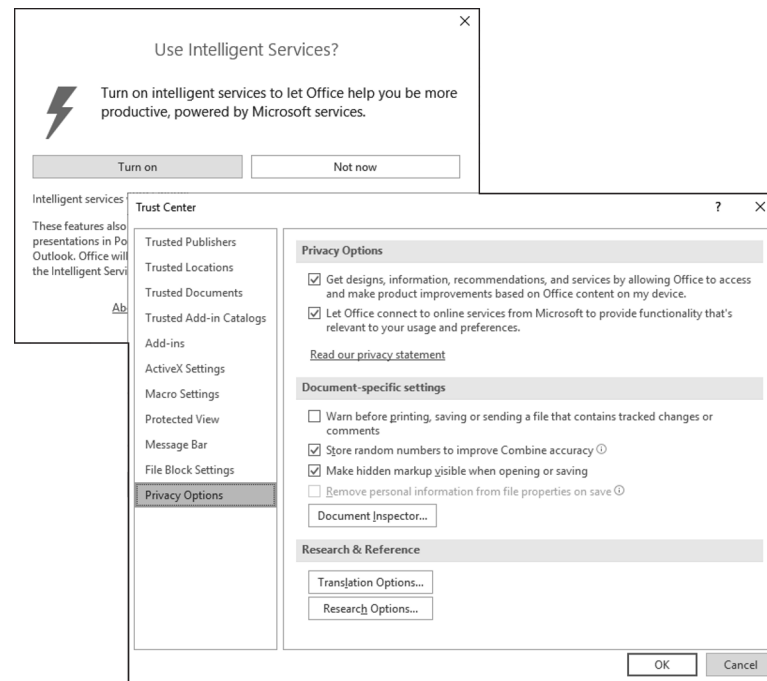 Use Intelligent Services?
Turn on intelligent services to let Office help you be more
productive, powered by Microsoft services.
Turn on
Not now
Intelligent services
These features also
presentations in Po
Outlook. Office will
the Intelligent Servi
Ab
Trust Center
?
Trusted Publishers
Trusted Locations
Trusted Documents
Trusted Add-in Catalogs
Add-ins
ActiveX Settings
Macro Settings
Protected View
Message Bar
File Block Settings
Privacy Options
Privacy Options
Get designs, information, recommendations, and services by allowing Office to access
and make product improvements based on Office content on my device.
Let Office connect to online services from Microsoft to provide functionality that's
relevant to your usage and preferences.
Read our privacy statement
Document-specific settings
Warn before printing, saving or sending a file that contains tracked changes or
comments
Store random numbers to improve Combine accuracy
Make hidden markup visible when opening or saving
Remove personal information from file properties on save
Document Inspector...
Research & Reference
Translation Options...
Research Options...
OK
Cancel